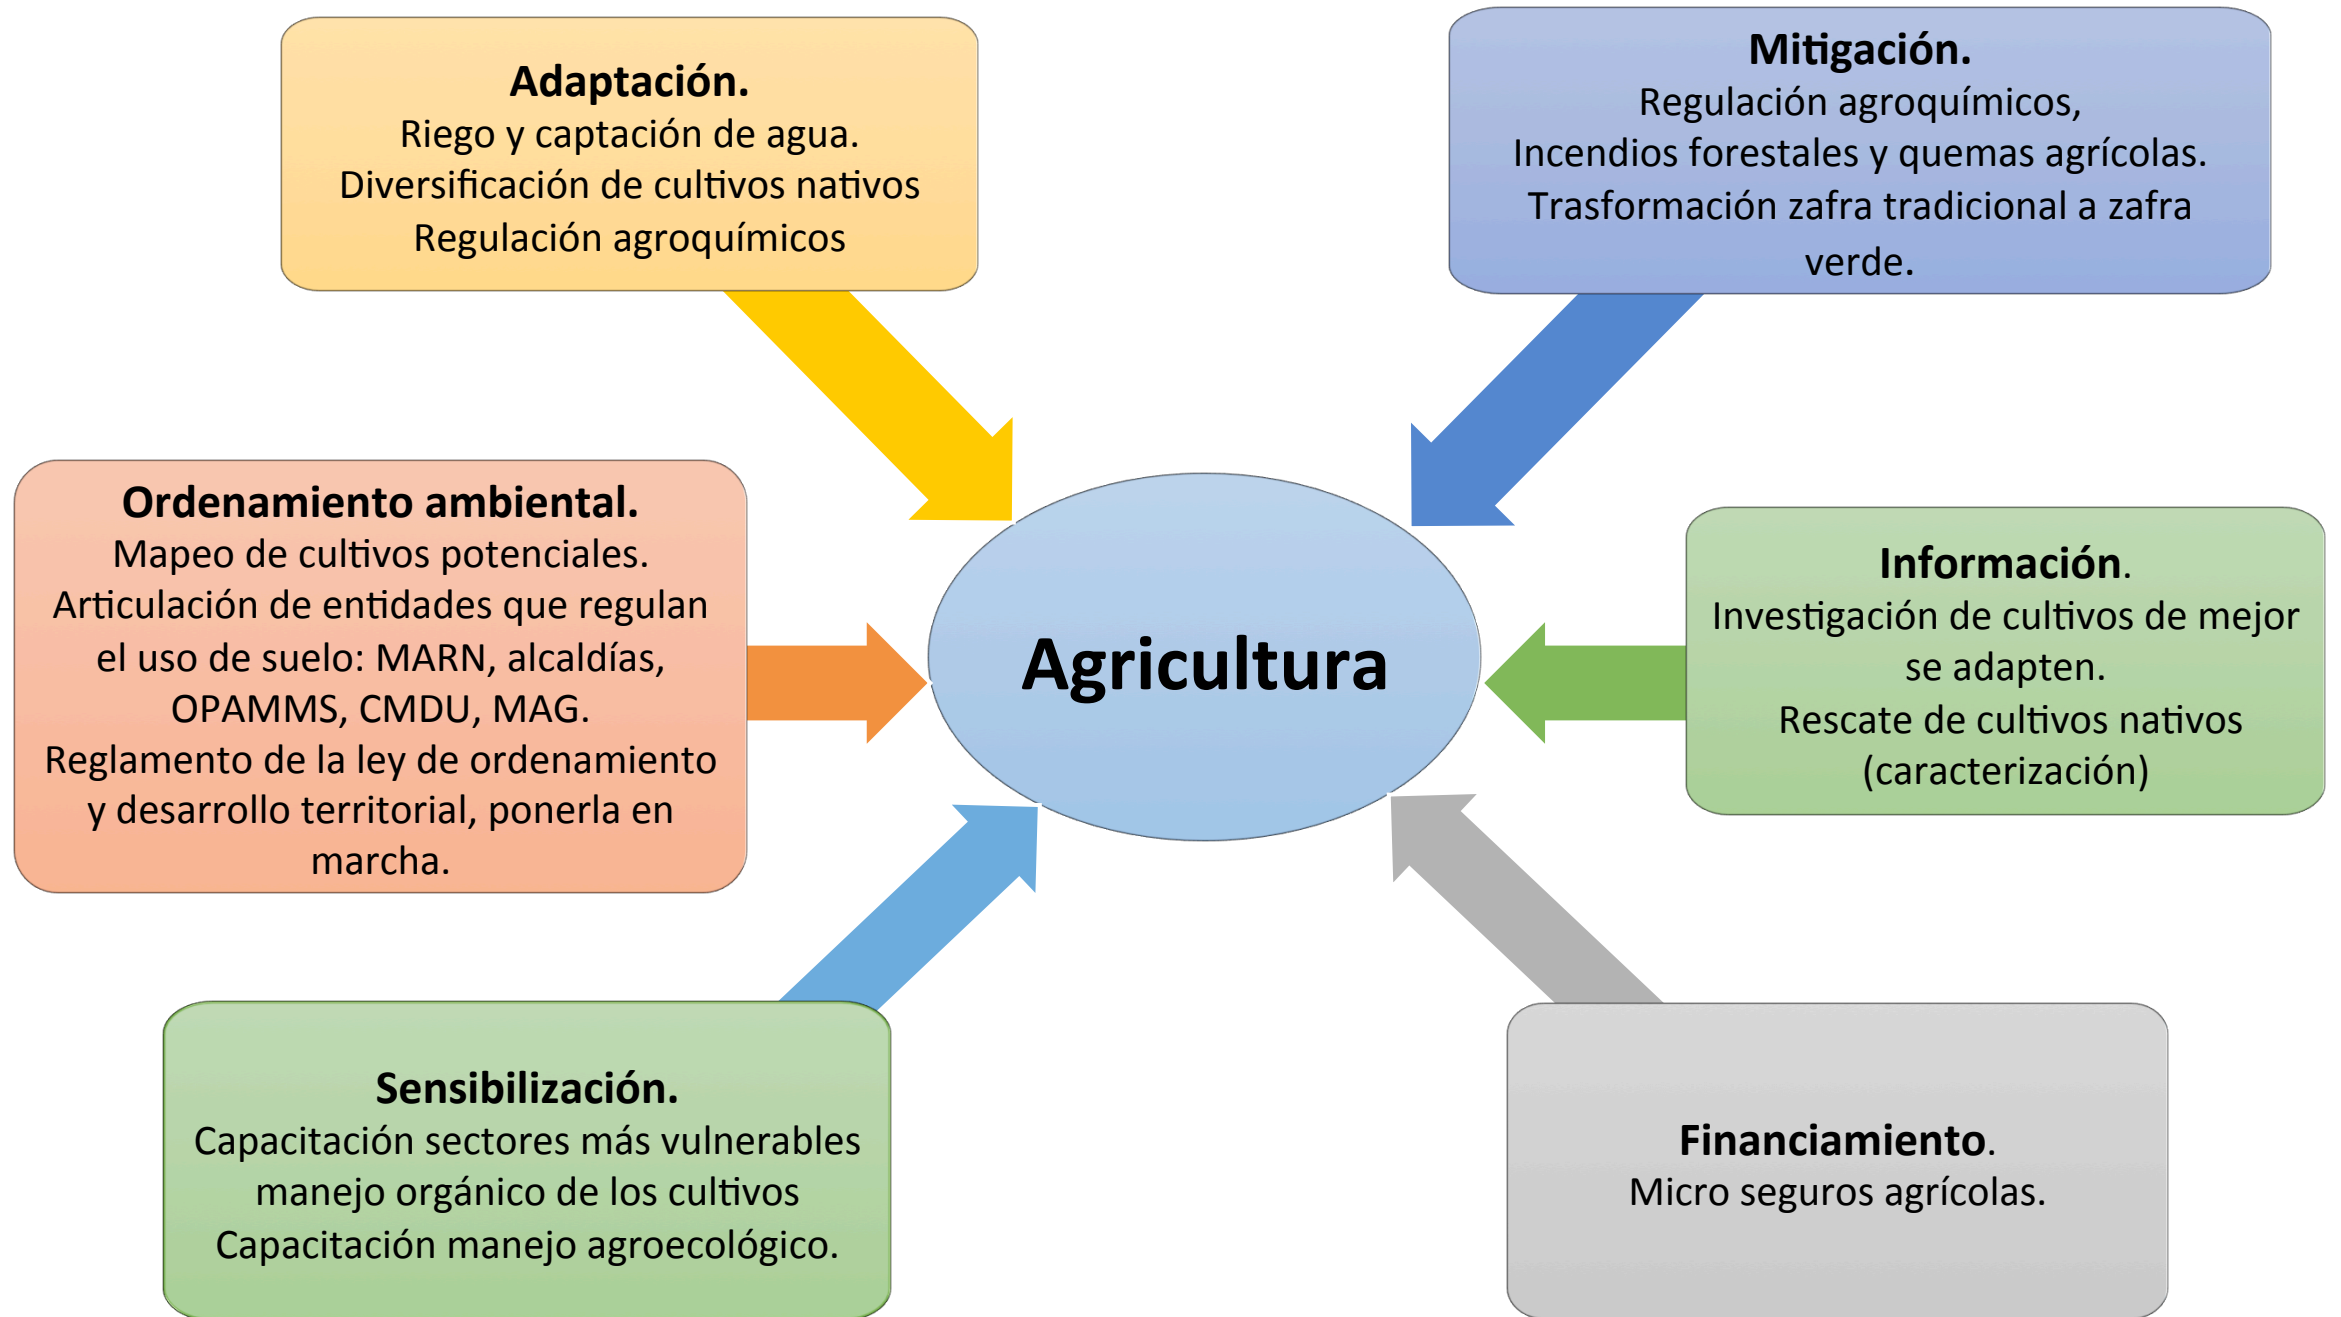 Adaptación.
Riego y captación de agua.
Diversificación de cultivos nativos
Regulación agroquímicos
Mitigación.
Regulación agroquímicos,
Incendios forestales y quemas agrícolas.
Trasformación zafra tradicional a zafra
verde.
Ordenamiento ambiental.
Mapeo de cultivos potenciales.
Articulación de entidades que regulan
el uso de suelo: MARN, alcaldías,
OPAMMS, CMDU, MAG.
Reglamento de la ley de ordenamiento
y desarrollo territorial, ponerla en
marcha.
Agricultura
Información.
Investigación de cultivos de mejor
se adapten.
Rescate de cultivos nativos
(caracterización)
Sensibilización.
Capacitación sectores más vulnerables
manejo orgánico de los cultivos
Capacitación manejo agroecológico.
Financiamiento.
Micro seguros agrícolas.